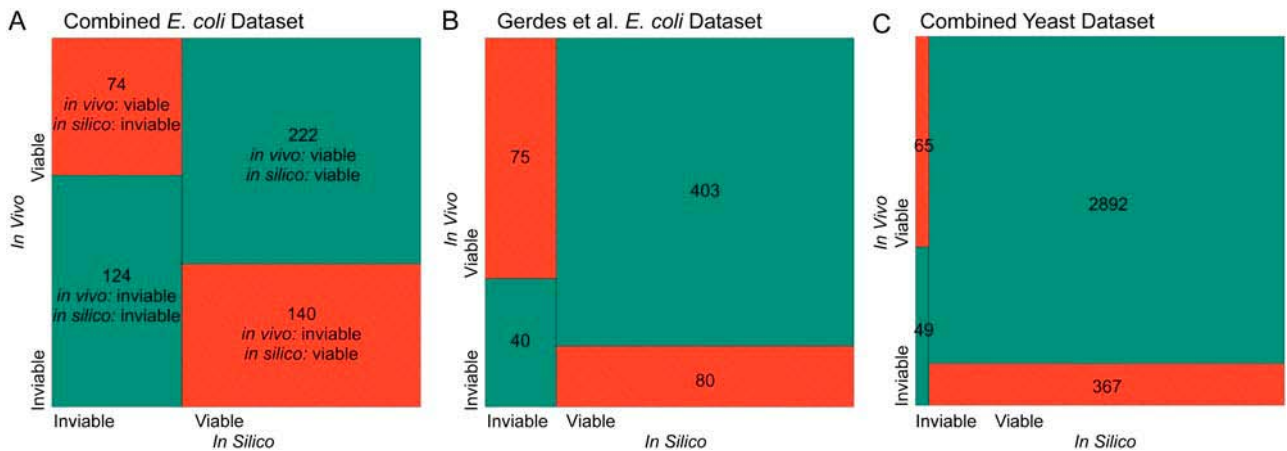 A
Combined E. coli Dataset
74
in vivo: viable
in silico: inviable
222
in vivo: viable
in silico: viable
124
in vivo: inviable
in silico: inviable
140
in vivo: inviable
in silico: viable
In Vivo
Viable
Inviable
Inviable
Viable
In Silico
B
Gerdes et al. E. coli Dataset
75
403
40
80
In Vivo
Viable
Inviable
Inviable
Viable
In Silico
C
Combined Yeast Dataset
65
2892
49
367
In Vivo
Viable
Inviable
Inviable
Viable
In Silico